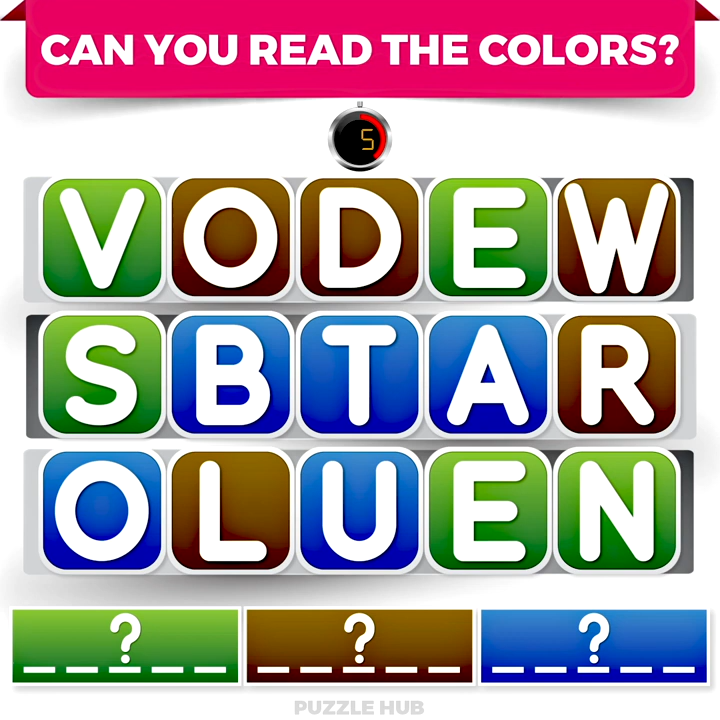 CAN YOU READ THE COLORS?
5
VODEW
SBTAR
OLUEN
? ? ?
_ _ _ _ _ _ _ _ _ _ _ _ _ _ _
PUZZLE HUB